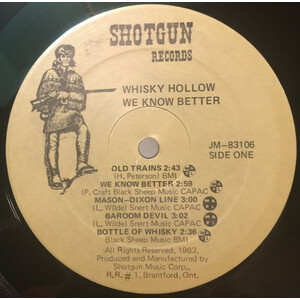 SHOTGUN
RECORDS
WHISKY HOLLOW
WE KNOW BETTER
JM-83106
SIDE ONE
OLD TRAINS 2:43
(H. Peterson) BMI
WE KNOW BETTER 2:59
(P. Craft Black Sheep Music CAPAC
MASON-DIXON LINE 3:00
(L. Wilde) Snert Music CAPAC
BAROOM DEVIL 3:02
(L. Wilde) Snert Music CAPAC
BOTTLE OF WHISKY 2:36
Black Sheep Music BMI
All Rights Reserved, 1983,
Produced and Manufactured by
Shotgun Music Corp.,
R.R. # 1, Brantford, Ont.